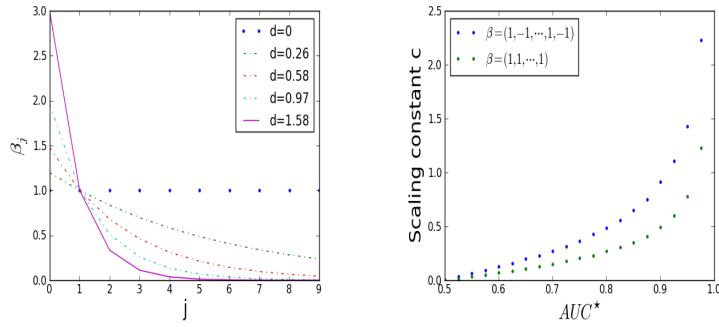 3.0
2.5
2.0
1.5
1.0
0.5
0.0
β_j
0 1 2 3 4 5 6 7 8 9
j
d=0
d=0.26
d=0.58
d=0.97
d=1.58
2.5
2.0
1.5
1.0
0.5
0.0
Scaling constant c
0.5 0.6 0.7 0.8 0.9 1.0
AUC*
β=(1,−1,⋯,1,−1)
β=(1,1,⋯,1)